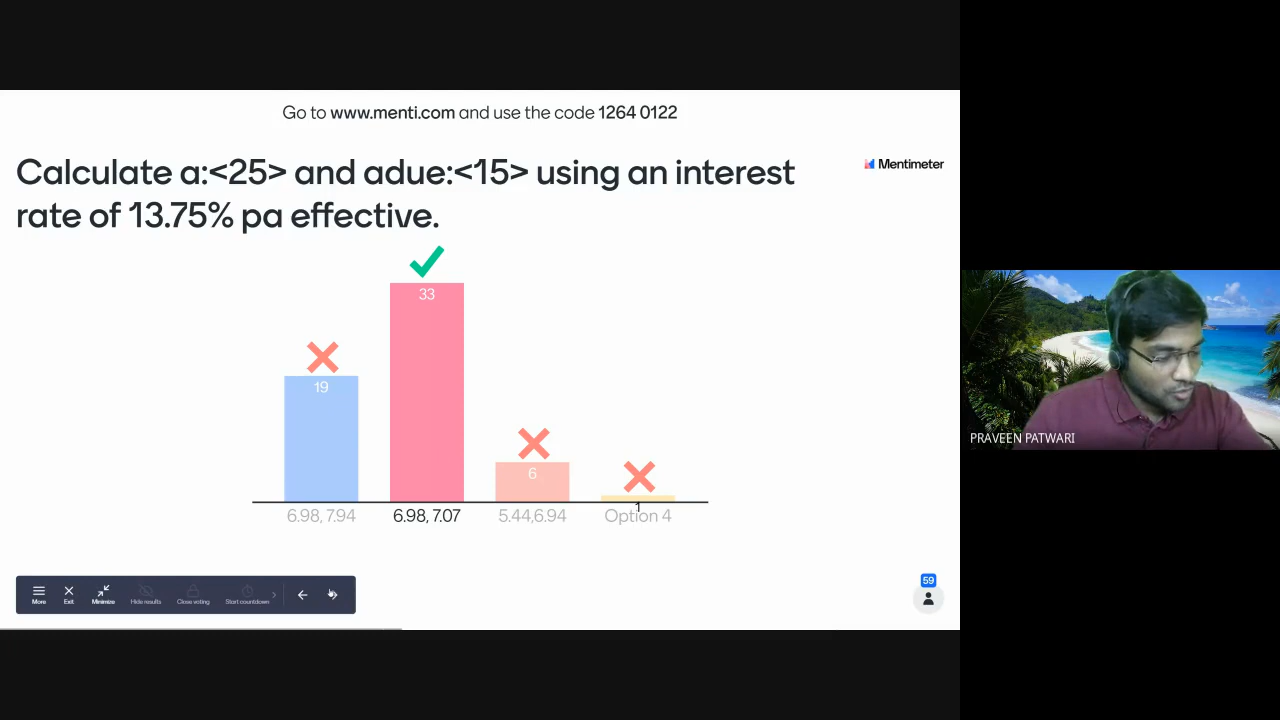 Go to www.menti.com and use the code 1264 0122
Calculate a:<25> and adue:<15> using an interest
rate of 13.75% pa effective.
Mentimeter
33
19
6
1
6.98, 7.94
6.98, 7.07
5.44,6.94
Option 4
PRAVEEN PATWARI
59
More
Exit
Minimize
Hide results
Close voting
Start countdown